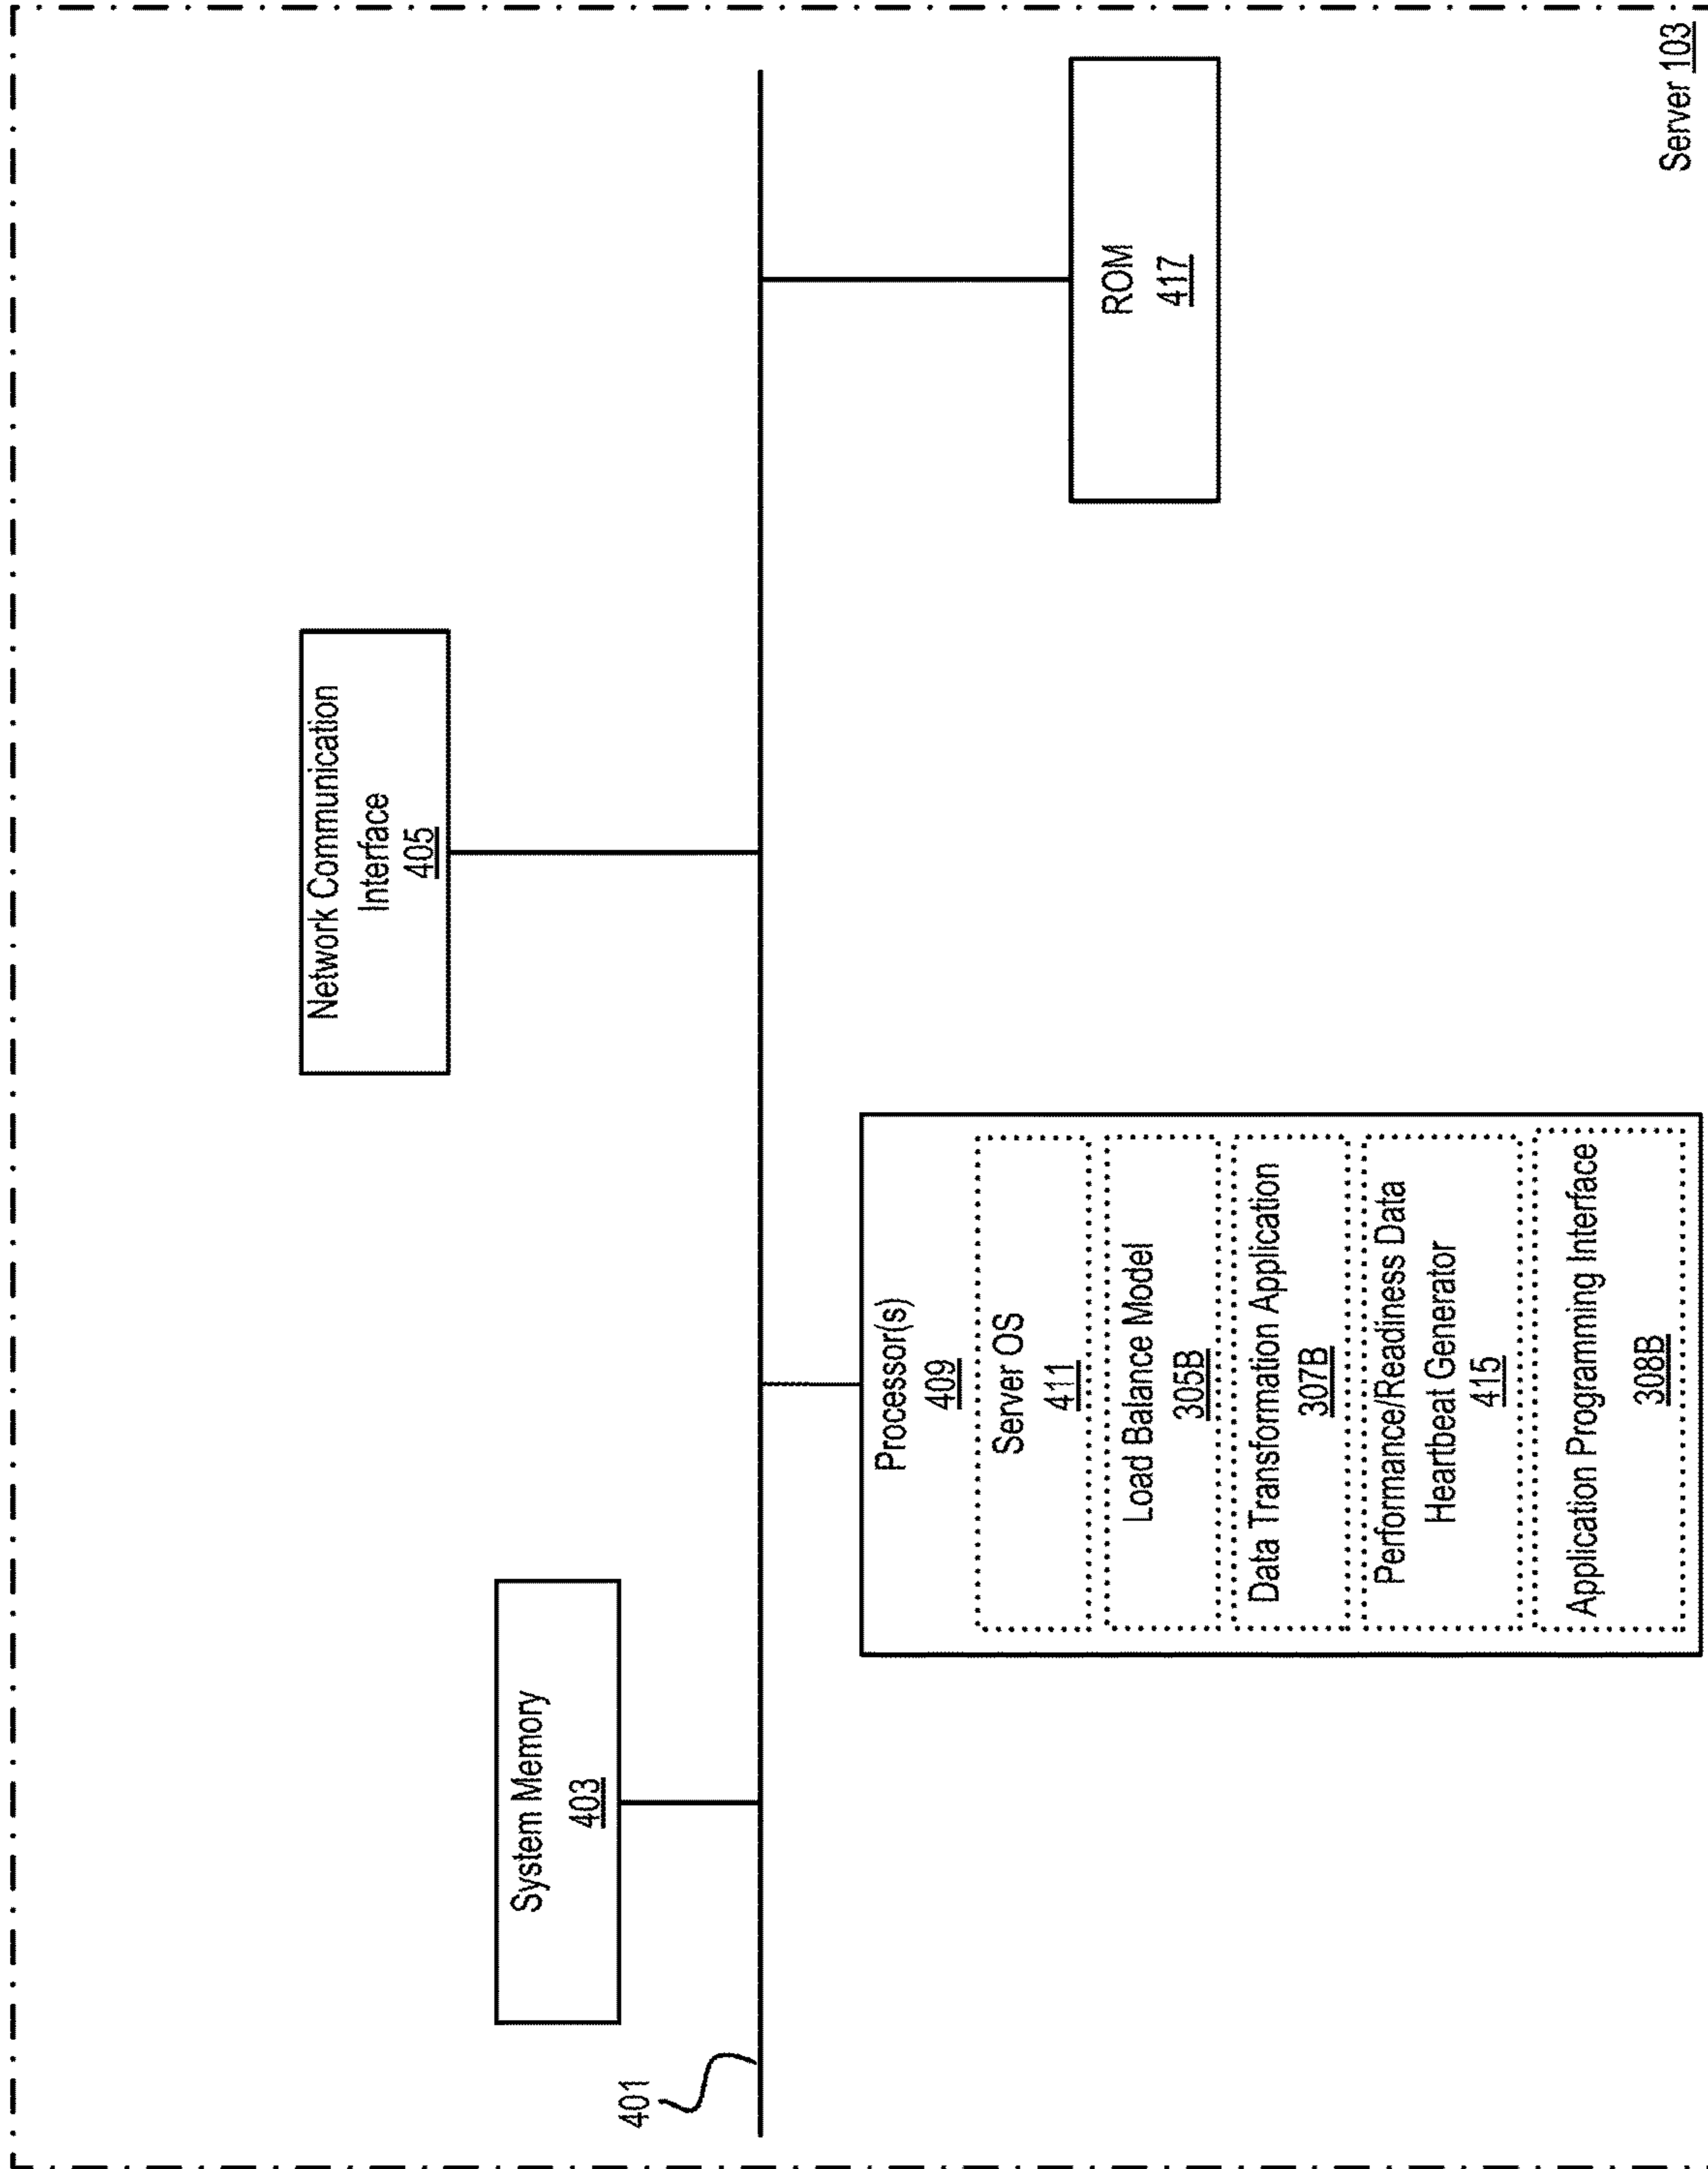 Network Communication
Interface
405
System Memory
403
401
Processor(s)
409
Server OS
411
Load Balance Model
305B
Data Transformation Application
307B
Performance/Readiness Data
Heartbeat Generator
415
Application Programming Interface
308B
ROM
417
Server 103